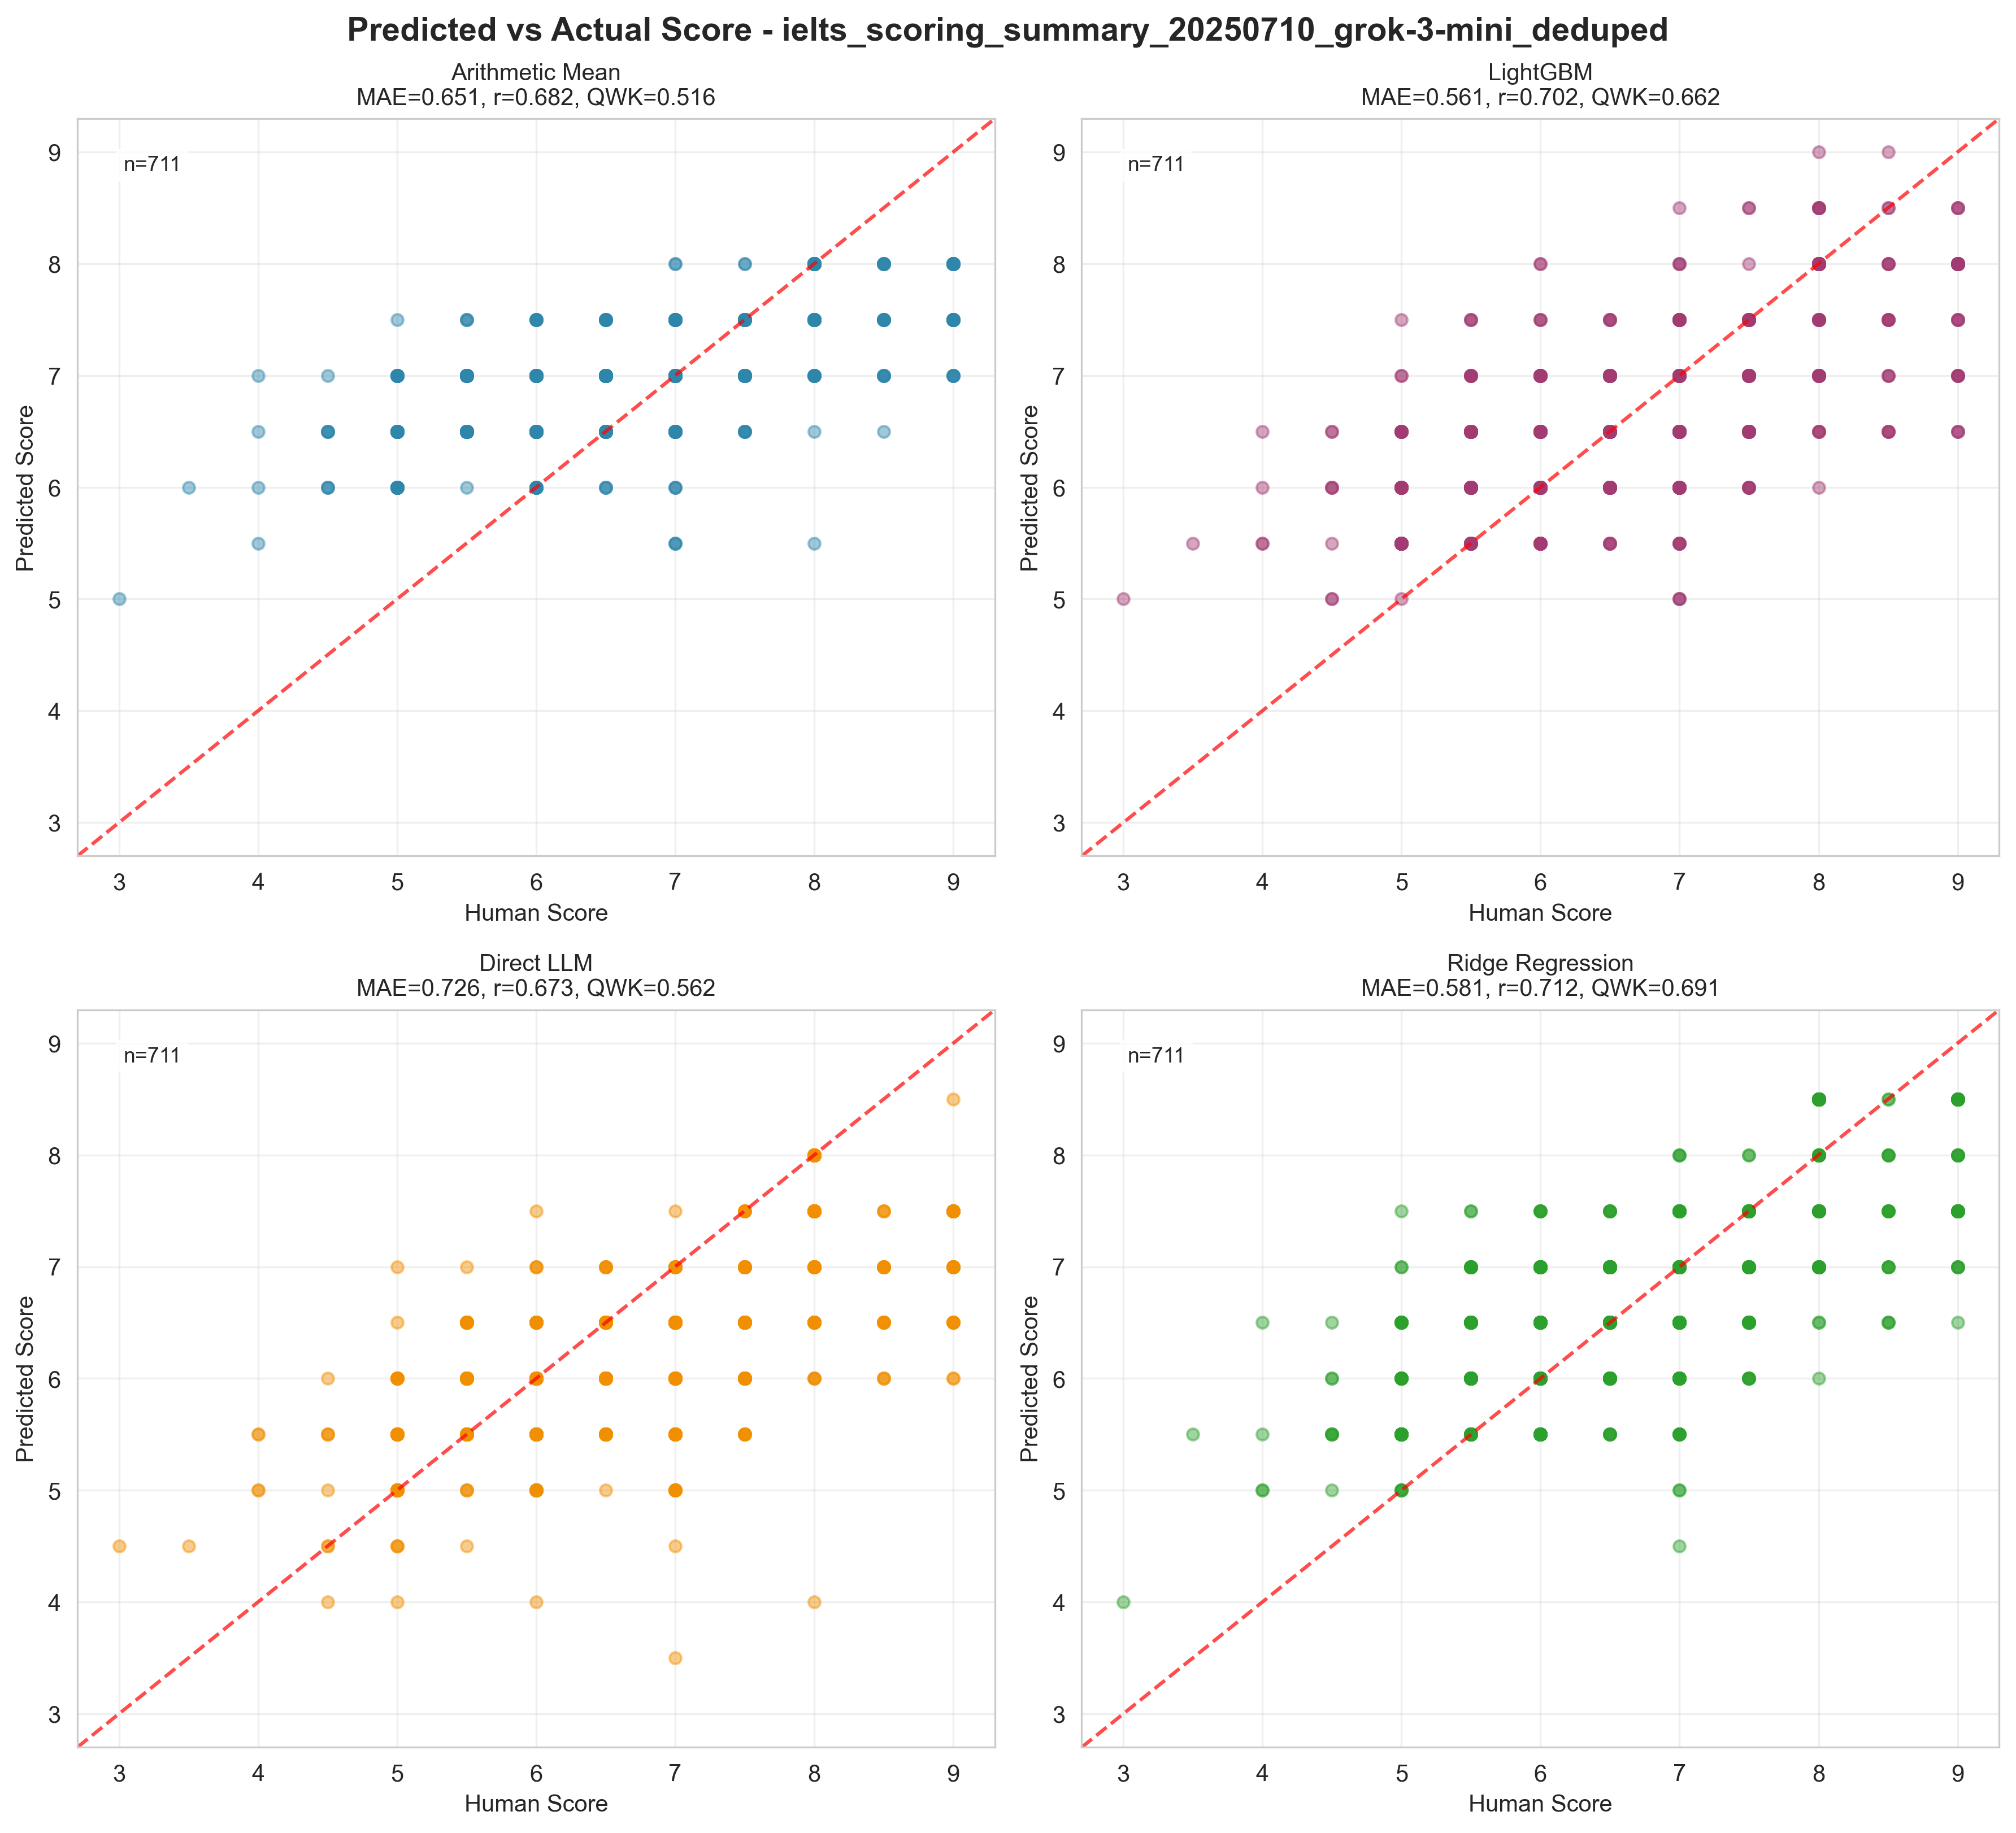 Predicted vs Actual Score - ielts_scoring_summary_20250710_grok-3-mini_deduped
Arithmetic Mean
MAE=0.651, r=0.682, QWK=0.516
n=711
9
8
7
6
5
4
3
Predicted Score
3 4 5 6 7 8 9
Human Score
LightGBM
MAE=0.561, r=0.702, QWK=0.662
n=711
9
8
7
6
5
4
3
Predicted Score
3 4 5 6 7 8 9
Human Score
Direct LLM
MAE=0.726, r=0.673, QWK=0.562
n=711
9
8
7
6
5
4
3
Predicted Score
3 4 5 6 7 8 9
Human Score
Ridge Regression
MAE=0.581, r=0.712, QWK=0.691
n=711
9
8
7
6
5
4
3
Predicted Score
3 4 5 6 7 8 9
Human Score